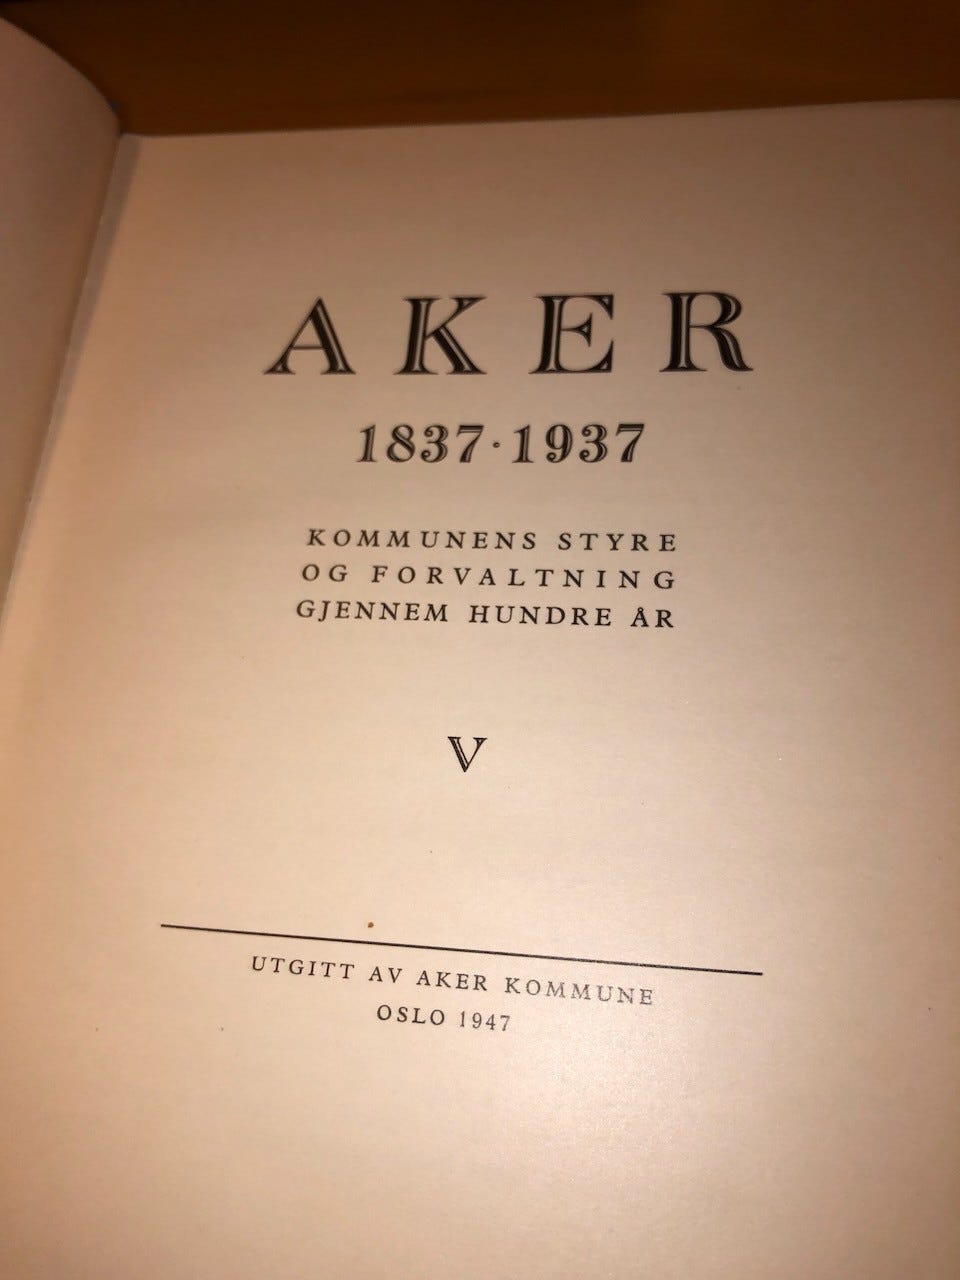 AKER
1837·1937
KOMMUNENS STYRE
OG FORVALTNING
GJENNEM HUNDRE ÅR
V
UTGITT AV AKER KOMMUNE
OSLO 1947